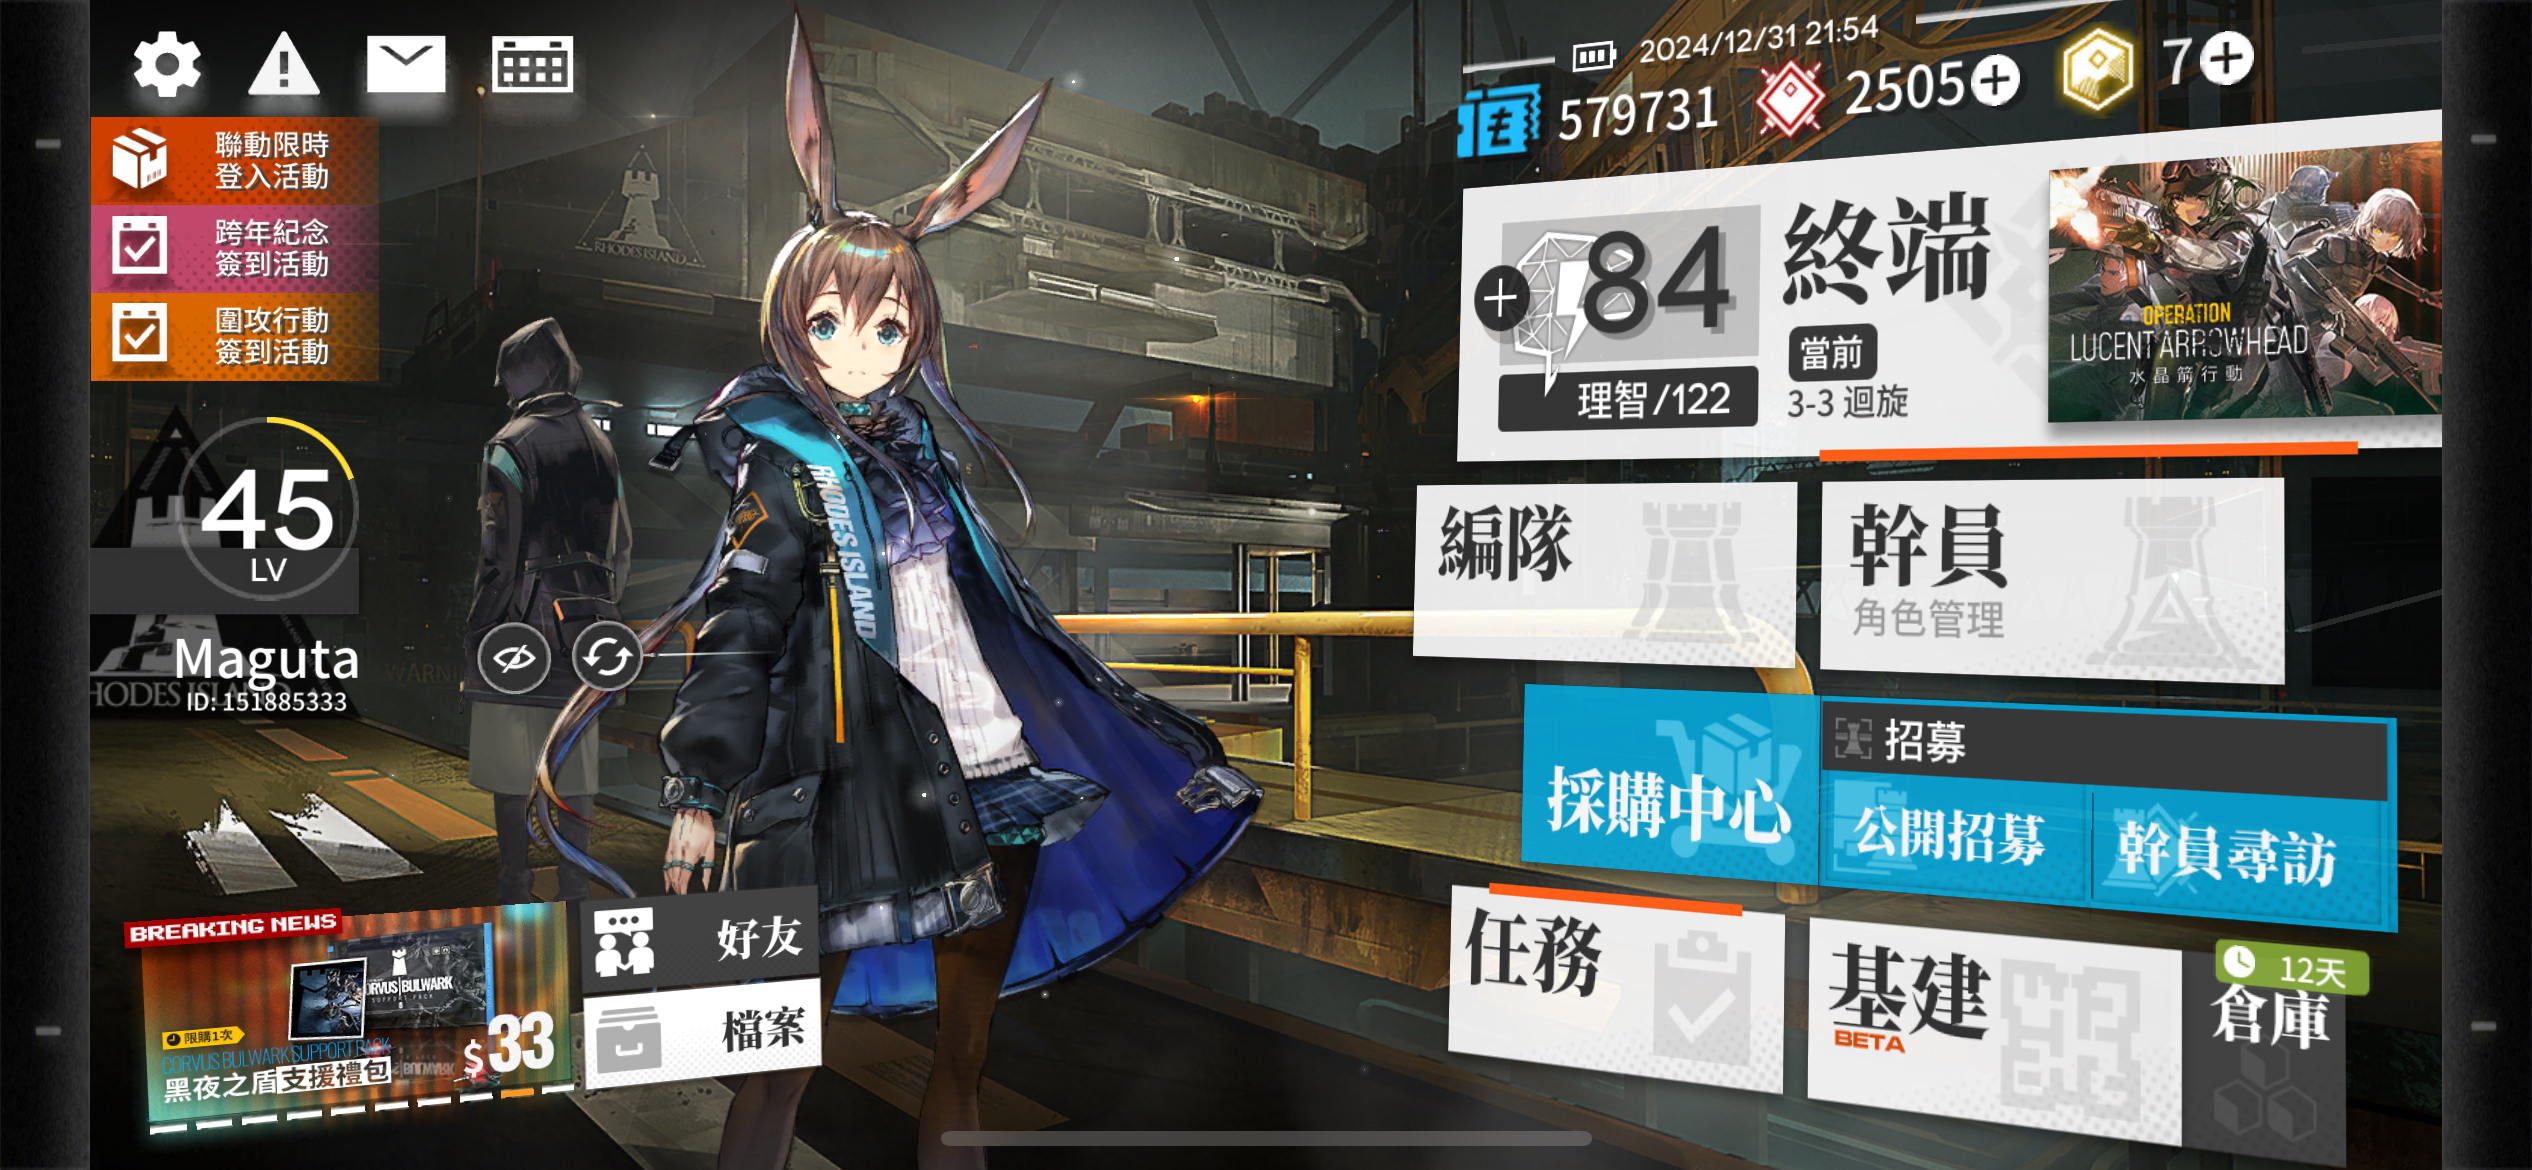 2024/12/31 21:54
579731
2505
7
聯動限時
登入活動
跨年紀念
簽到活動
圍攻行動
簽到活動
RHODES ISLAND
84
理智/122
終端
當前
3-3 迴旋
OPERATION
LUCENT ARROWHEAD
水晶箭行動
45
LV
Maguta
ID: 151885333
RHODES ISLAND
編隊
幹員
角色管理
採購中心
招募
公開招募
幹員尋訪
任務
基建
BETA
12天
倉庫
好友
檔案
BREAKING NEWS
CORVUS BULWARK
SUPPORT PACK
限購1次
CORVUS BULWARK SUPPORT PACK
黑夜之盾支援禮包
$33